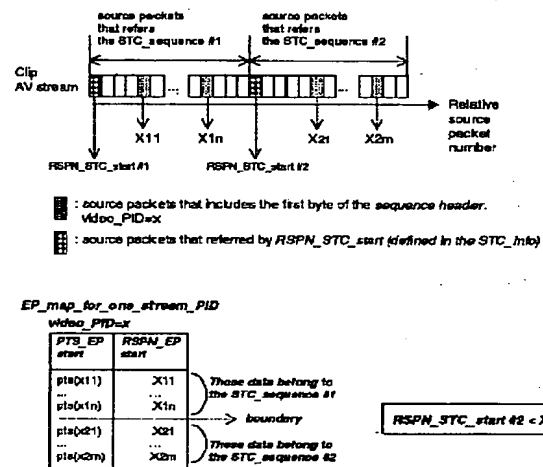 source packets
that refers
the STC_sequence #1
source packets
that refers
the STC_sequence #2
Clip
AV stream
...
...
Relative
source
packet
number
X11
X1n
X21
X2m
RSPN_STC_start #1
RSPN_STC_start #2
: source packets that includes the first byte of the sequence header.
video_PID=x
: source packets that referred by RSPN_STC_start (defined in the STC_Info)
EP_map_for_one_stream_PID
video_PID=x
PTS_EP start
RSPN_EP start
pts(x11) X11
... ...
pts(x1n) X1n
Those data belong to
the STC_sequence #1
boundary
pts(x21) X21
... ...
pts(x2m) X2m
These data belong to
the STC_sequence #2
RSPN_STC_start #2 < X